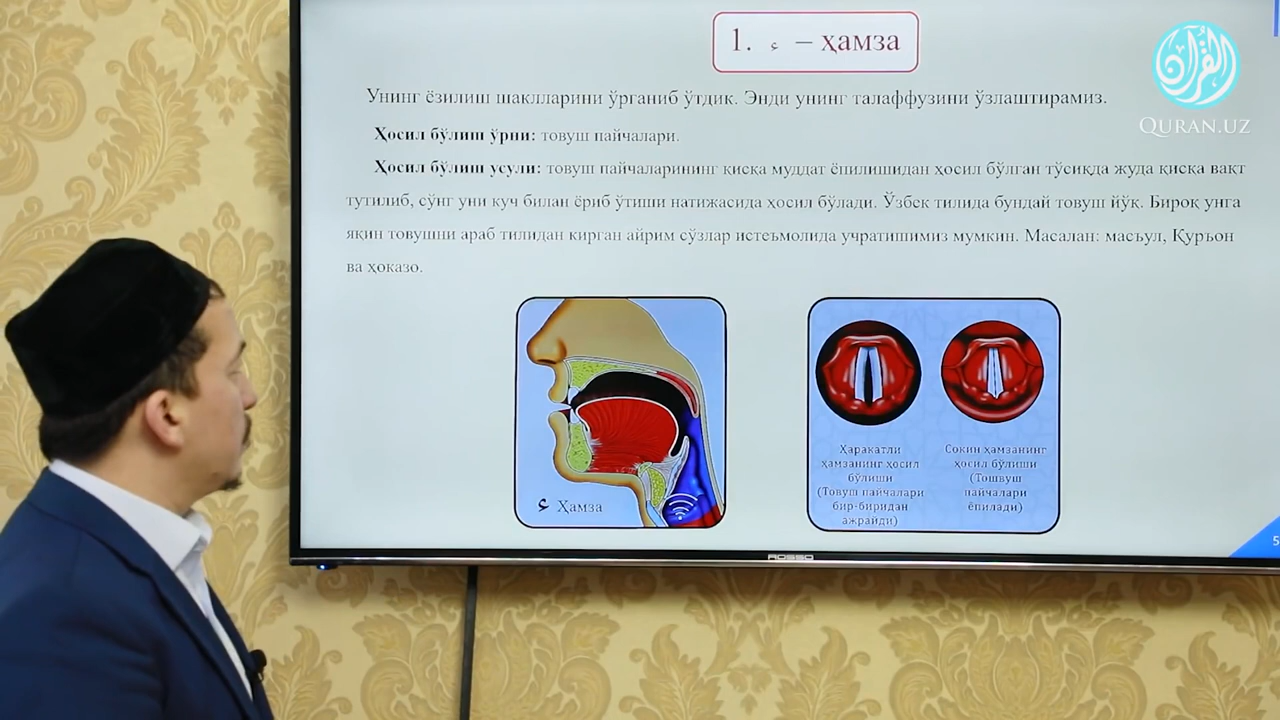 1. ء – ҳамза
القرآن
QURAN.UZ
Унинг ёзилиш шаклларини ўрганиб ўтдик. Энди унинг талаффузини ўзлаштирамиз.
Ҳосил бўлиш ўрни: товуш пайчалари.
Ҳосил бўлиш усули: товуш пайчаларининг қисқа муддат ёпилишидан ҳосил бўлган тўсиқда жуда қисқа вақт
тутилиб, сўнг уни куч билан ёриб ўтиши натижасида ҳосил бўлади. Ўзбек тилида бундай товуш йўқ. Бироқ унга
яқин товушни араб тилидан кирган айрим сўзлар истеъмолида учратишимиз мумкин. Масалан: масъул, Қуръон
ва ҳоказо.
ء Ҳамза
Ҳаракатли
ҳамзанинг ҳосил
бўлиши
(Товуш пайчалари
бир-биридан
ажрайди)
Сокин ҳамзанинг
ҳосил бўлиши
(Тошвуш
пайчалари
ёпилади)
5
ROSSO